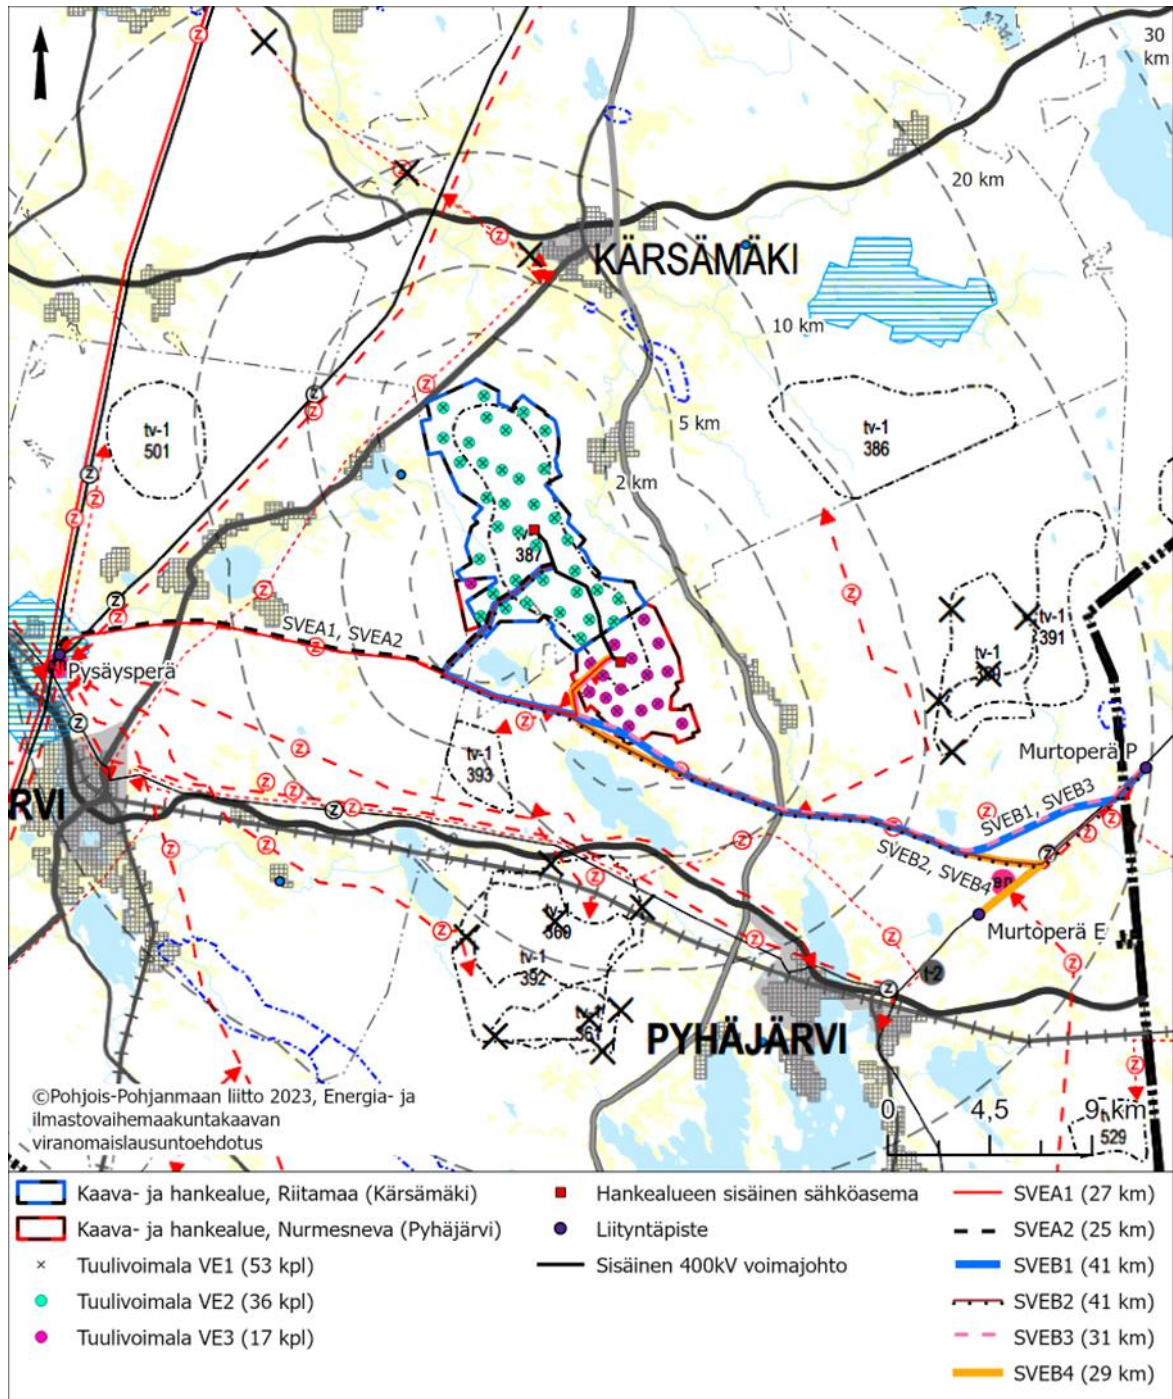 30
km
20 km
KÄRSÄMÄKI
10 km
tv-1
501
5 km
tv-1
386
2 km
387
SVEA1, SVEA2
tv-1
391
Pysäysperä
tv-1
393
Murtoperä P
RVI
SVEB1, SVEB3
SVEB2, SVEB4
Murtoperä E
tv-1
392
t-2
PYHÄJÄRVI
©Pohjois-Pohjanmaan liitto 2023, Energia- ja
ilmastovaihemaakuntakaavan
viranomaislausuntoehdotus
0 4,5 9 km
529
Kaava- ja hankealue, Riitamaa (Kärsämäki)
Kaava- ja hankealue, Nurmesneva (Pyhäjärvi)
Tuulivoimala VE1 (53 kpl)
Tuulivoimala VE2 (36 kpl)
Tuulivoimala VE3 (17 kpl)
Hankealueen sisäinen sähköasema
Liityntäpiste
Sisäinen 400kV voimajohto
SVEA1 (27 km)
SVEA2 (25 km)
SVEB1 (41 km)
SVEB2 (41 km)
SVEB3 (31 km)
SVEB4 (29 km)